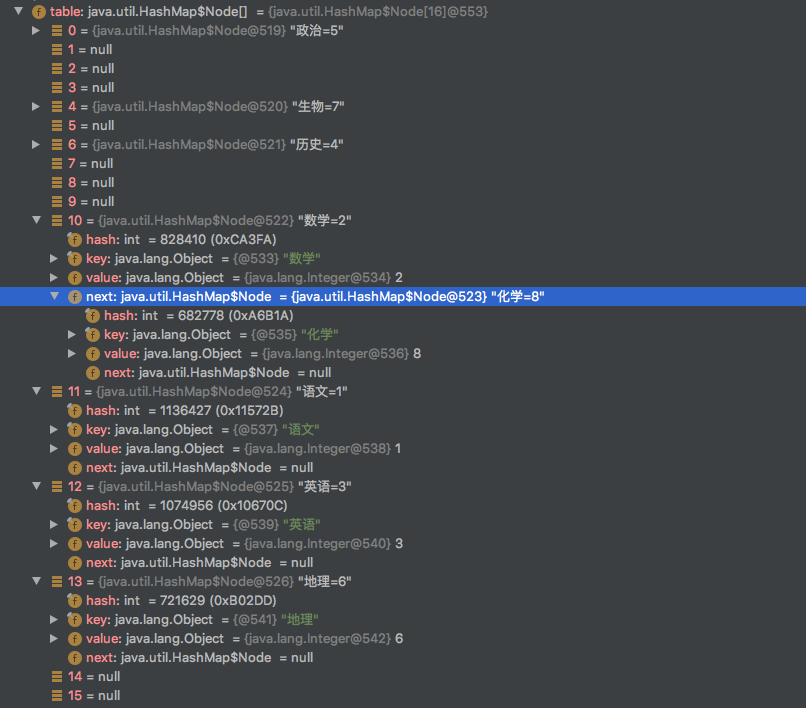 table: java.util.HashMap$Node[] = {java.util.HashMap$Node[16]@553}
0 = {java.util.HashMap$Node@519} "政治=5"
1 = null
2 = null
3 = null
4 = {java.util.HashMap$Node@520} "生物=7"
5 = null
6 = {java.util.HashMap$Node@521} "历史=4"
7 = null
8 = null
9 = null
10 = {java.util.HashMap$Node@522} "数学=2"
f hash: int = 828410 (0xCA3FA)
f key: java.lang.Object = {@533} "数学"
f value: java.lang.Object = {java.lang.Integer@534} 2
f next: java.util.HashMap$Node = {java.util.HashMap$Node@523} "化学=8"
f hash: int = 682778 (0xA6B1A)
f key: java.lang.Object = {@535} "化学"
f value: java.lang.Object = {java.lang.Integer@536} 8
f next: java.util.HashMap$Node = null
11 = {java.util.HashMap$Node@524} "语文=1"
f hash: int = 1136427 (0x11572B)
f key: java.lang.Object = {@537} "语文"
f value: java.lang.Object = {java.lang.Integer@538} 1
f next: java.util.HashMap$Node = null
12 = {java.util.HashMap$Node@525} "英语=3"
f hash: int = 1074956 (0x10670C)
f key: java.lang.Object = {@539} "英语"
f value: java.lang.Object = {java.lang.Integer@540} 3
f next: java.util.HashMap$Node = null
13 = {java.util.HashMap$Node@526} "地理=6"
f hash: int = 721629 (0xB02DD)
f key: java.lang.Object = {@541} "地理"
f value: java.lang.Object = {java.lang.Integer@542} 6
f next: java.util.HashMap$Node = null
14 = null
15 = null